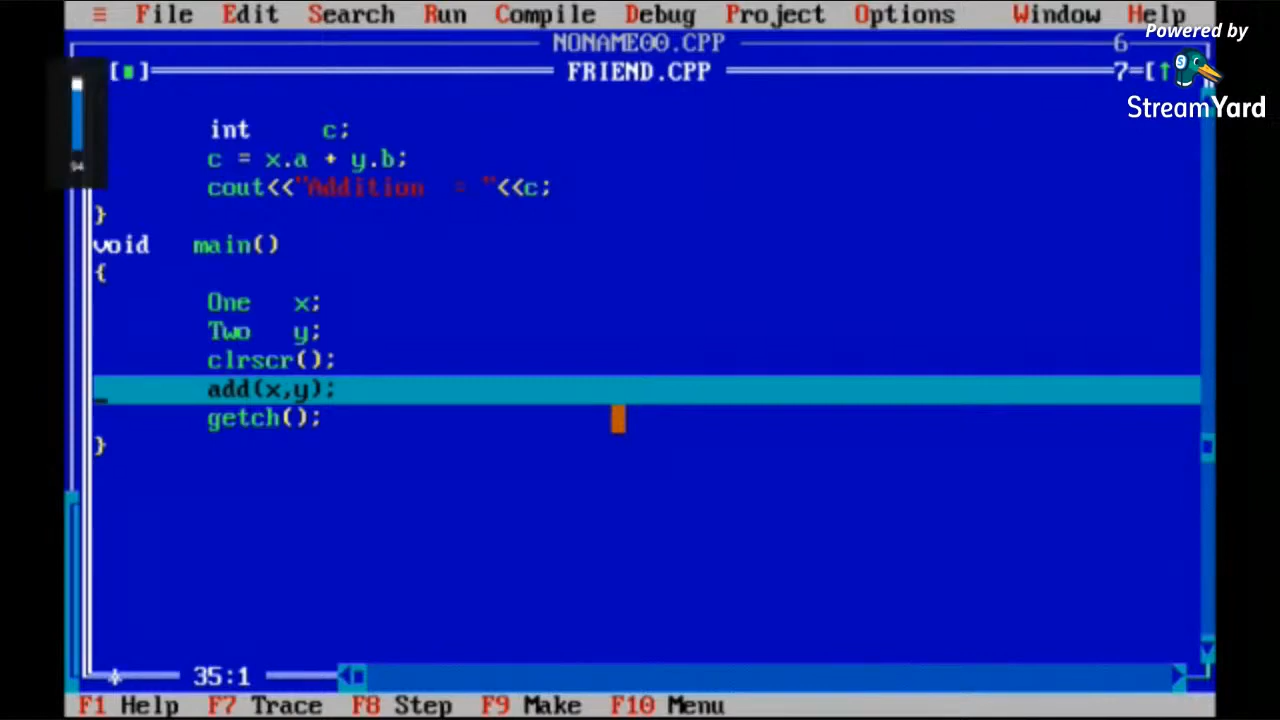 ≡ File Edit Search Run Compile Debug Project Options Window Help
Powered by
StreamYard
NONAME00.CPP 6
[■] FRIEND.CPP 7=[↑
94
int c;
c = x.a + y.b;
cout<<"Addition = "<<c;
}
void main()
{
One x;
Two y;
clrscr();
add(x,y);
getch();
}
* 35:1
F1 Help F7 Trace F8 Step F9 Make F10 Menu